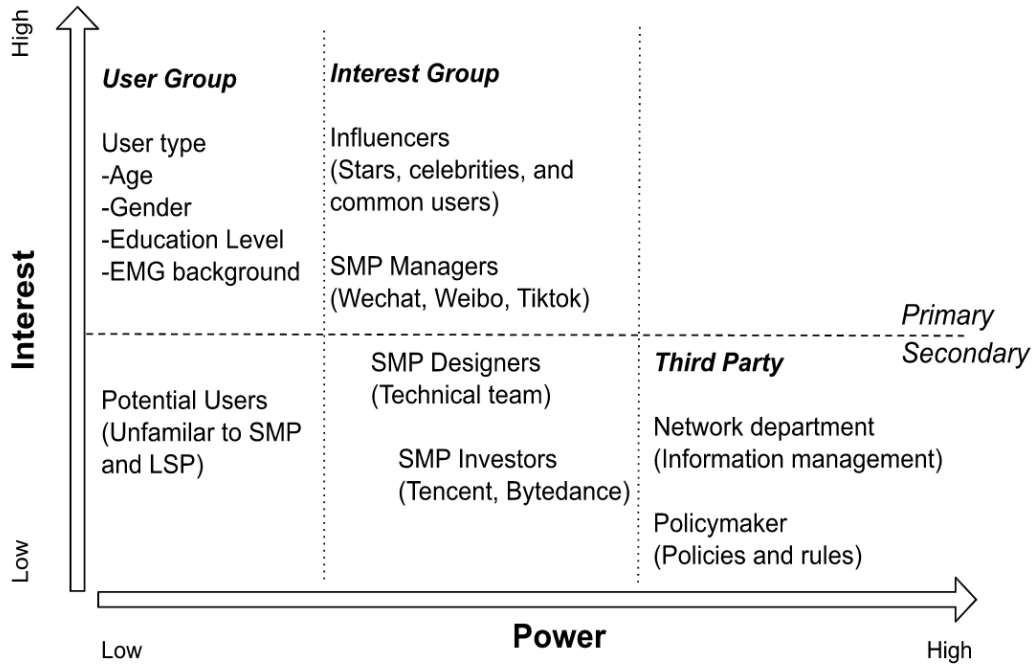 High
Interest
Low
User Group
User type
-Age
-Gender
-Education Level
-EMG background
Potential Users
(Unfamilar to SMP
and LSP)
Interest Group
Influencers
(Stars, celebrities, and
common users)
SMP Managers
(Wechat, Weibo, Tiktok)
SMP Designers
(Technical team)
SMP Investors
(Tencent, Bytedance)
Primary
Secondary
Third Party
Network department
(Information management)
Policymaker
(Policies and rules)
Low
Power
High